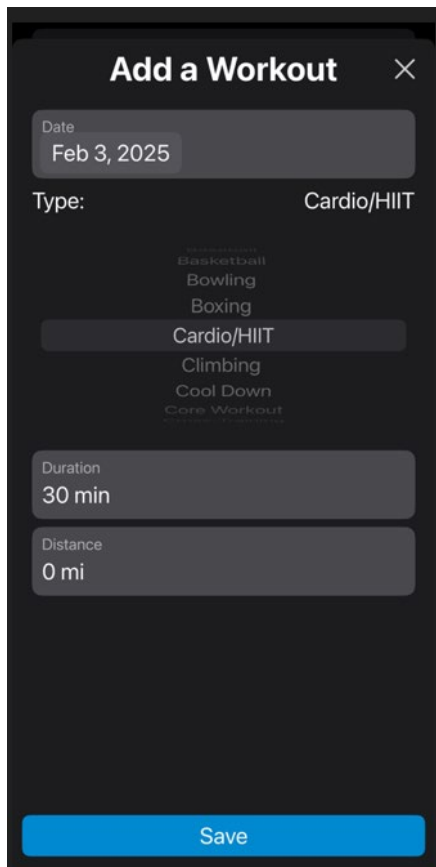 Add a Workout
Date
Feb 3, 2025
Type: Cardio/HIIT
Basketball
Bowling
Boxing
Cardio/HIIT
Climbing
Cool Down
Core Workout
Duration
30 min
Distance
0 mi
Save